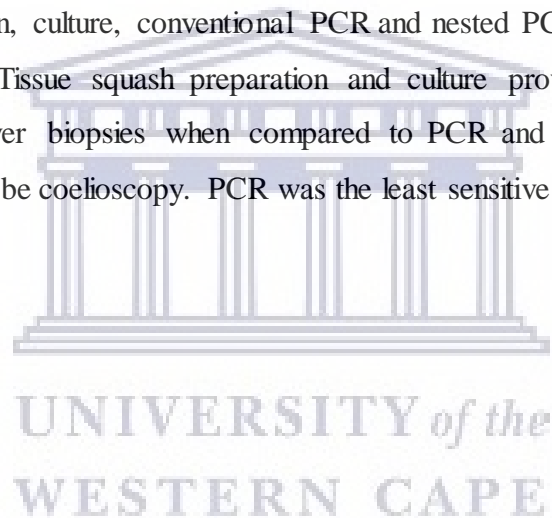 n, culture, conventional PCR and nested PC
Tissue squash preparation and culture pro
ver biopsies when compared to PCR and
be coelioscopy. PCR was the least sensitive
UNIVERSITY of the
WESTERN CAPE